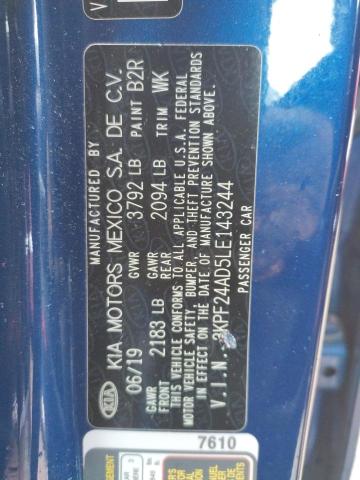 MANUFACTURED BY
KIA KIA MOTORS MEXICO S.A. DE C.V.
06/19 GVWR 3792 LB PAINT B2R
GAWR FRONT 2183 LB GAWR REAR 2094 LB TRIM WK
THIS VEHICLE CONFORMS TO ALL APPLICABLE U.S.A. FEDERAL
MOTOR VEHICLE SAFETY, BUMPER, AND THEFT PREVENTION STANDARDS
IN EFFECT ON THE DATE OF MANUFACTURE SHOWN ABOVE.
V.I.N.: 3KPF24AD5LE143244
PASSENGER CAR
7610